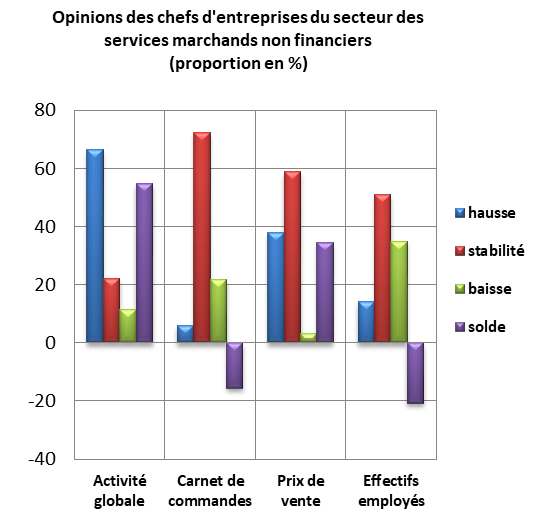 Opinions des chefs d'entreprises du secteur des
services marchands non financiers
(proportion en %)
80
60
40
20
0
-20
-40
Activité
globale
Carnet de
commandes
Prix de
vente
Effectifs
employés
hausse
stabilité
baisse
solde